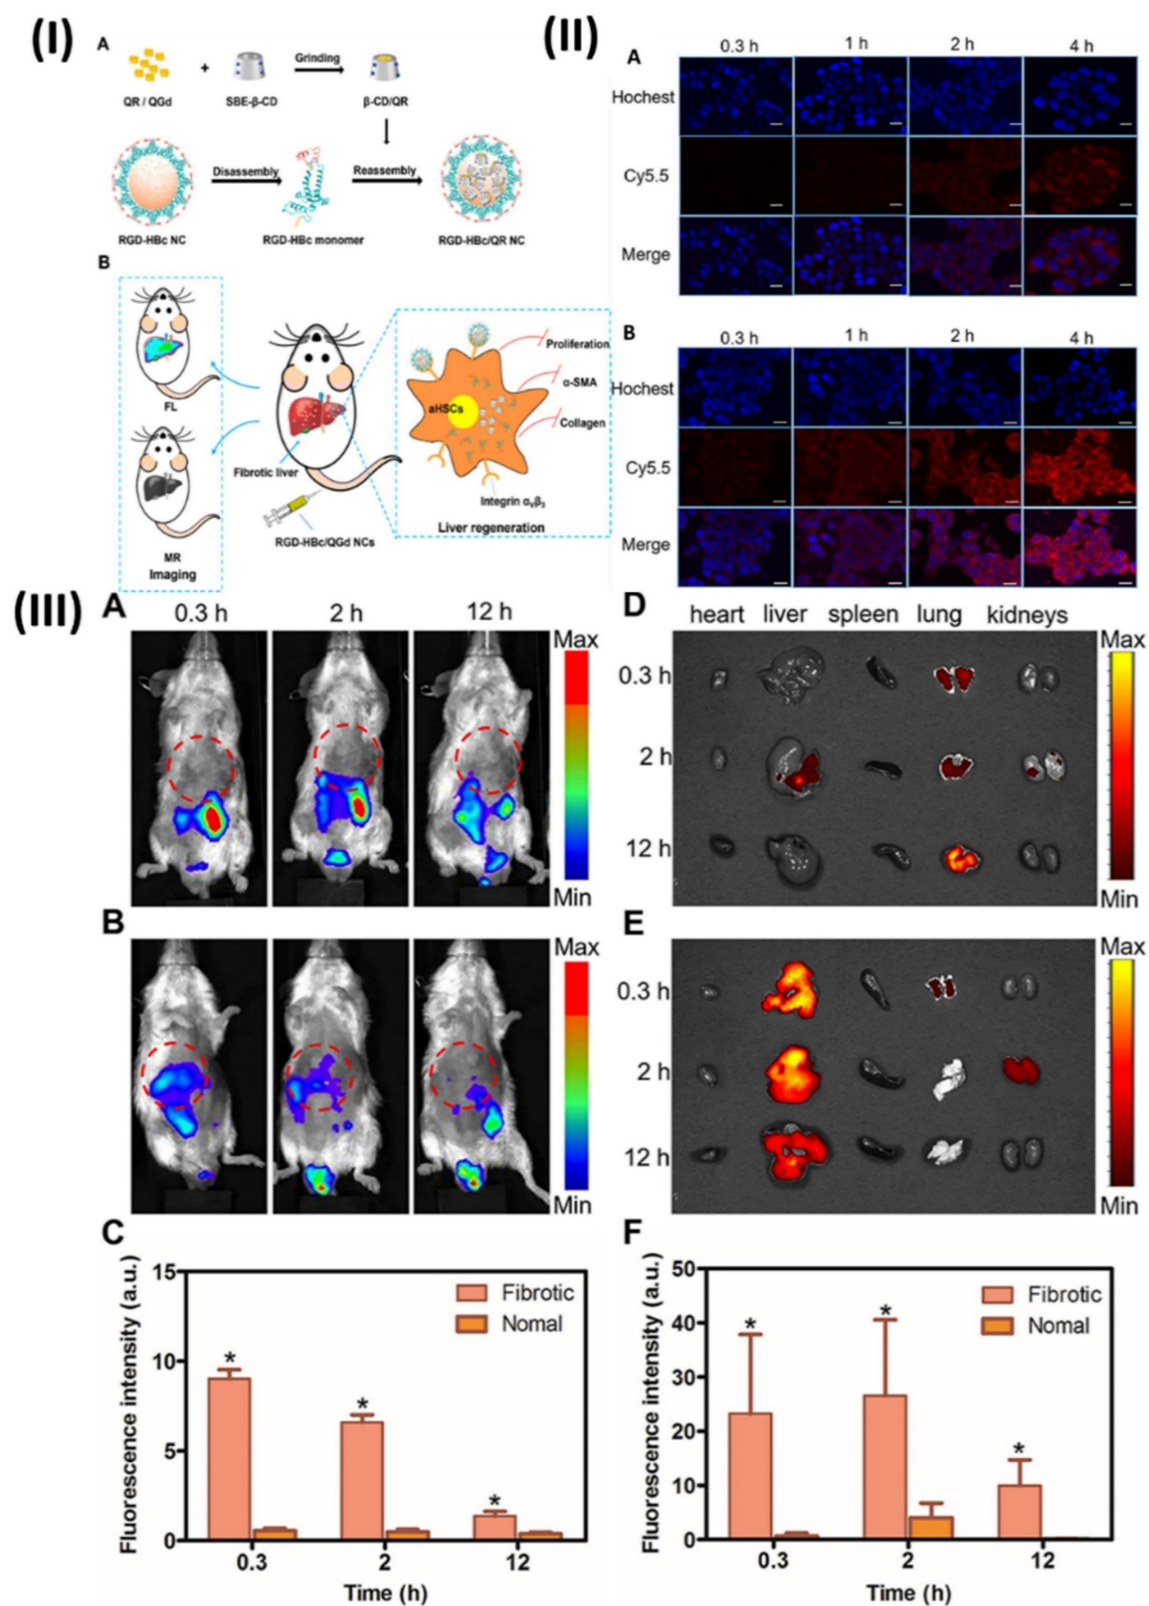 (I)
A
QR / QGd
+
SBE-β-CD
Grinding
β-CD/QR
RGD-HBc NC
Disassembly
RGD-HBc monomer
Reassembly
RGD-HBc/QR NC
B
FL
MR
Imaging
Fibrotic liver
RGD-HBc/QGd NCs
aHSCs
Proliferation
α-SMA
Collagen
Integrin αvβ3
Liver regeneration
(II)
A
0.3 h 1 h 2 h 4 h
Hochest
Cy5.5
Merge
B
0.3 h 1 h 2 h 4 h
Hochest
Cy5.5
Merge
(III)
A
0.3 h 2 h 12 h
Max
Min
B
Max
Min
C
Fluorescence intensity (a.u.)
15
10
5
0
* * *
Fibrotic
Nomal
0.3 2 12
Time (h)
D
heart liver spleen lung kidneys
0.3 h
2 h
12 h
Max
Min
E
0.3 h
2 h
12 h
Max
Min
F
Fluorescence intensity (a.u.)
50
40
30
20
10
0
* * *
Fibrotic
Nomal
0.3 2 12
Time (h)